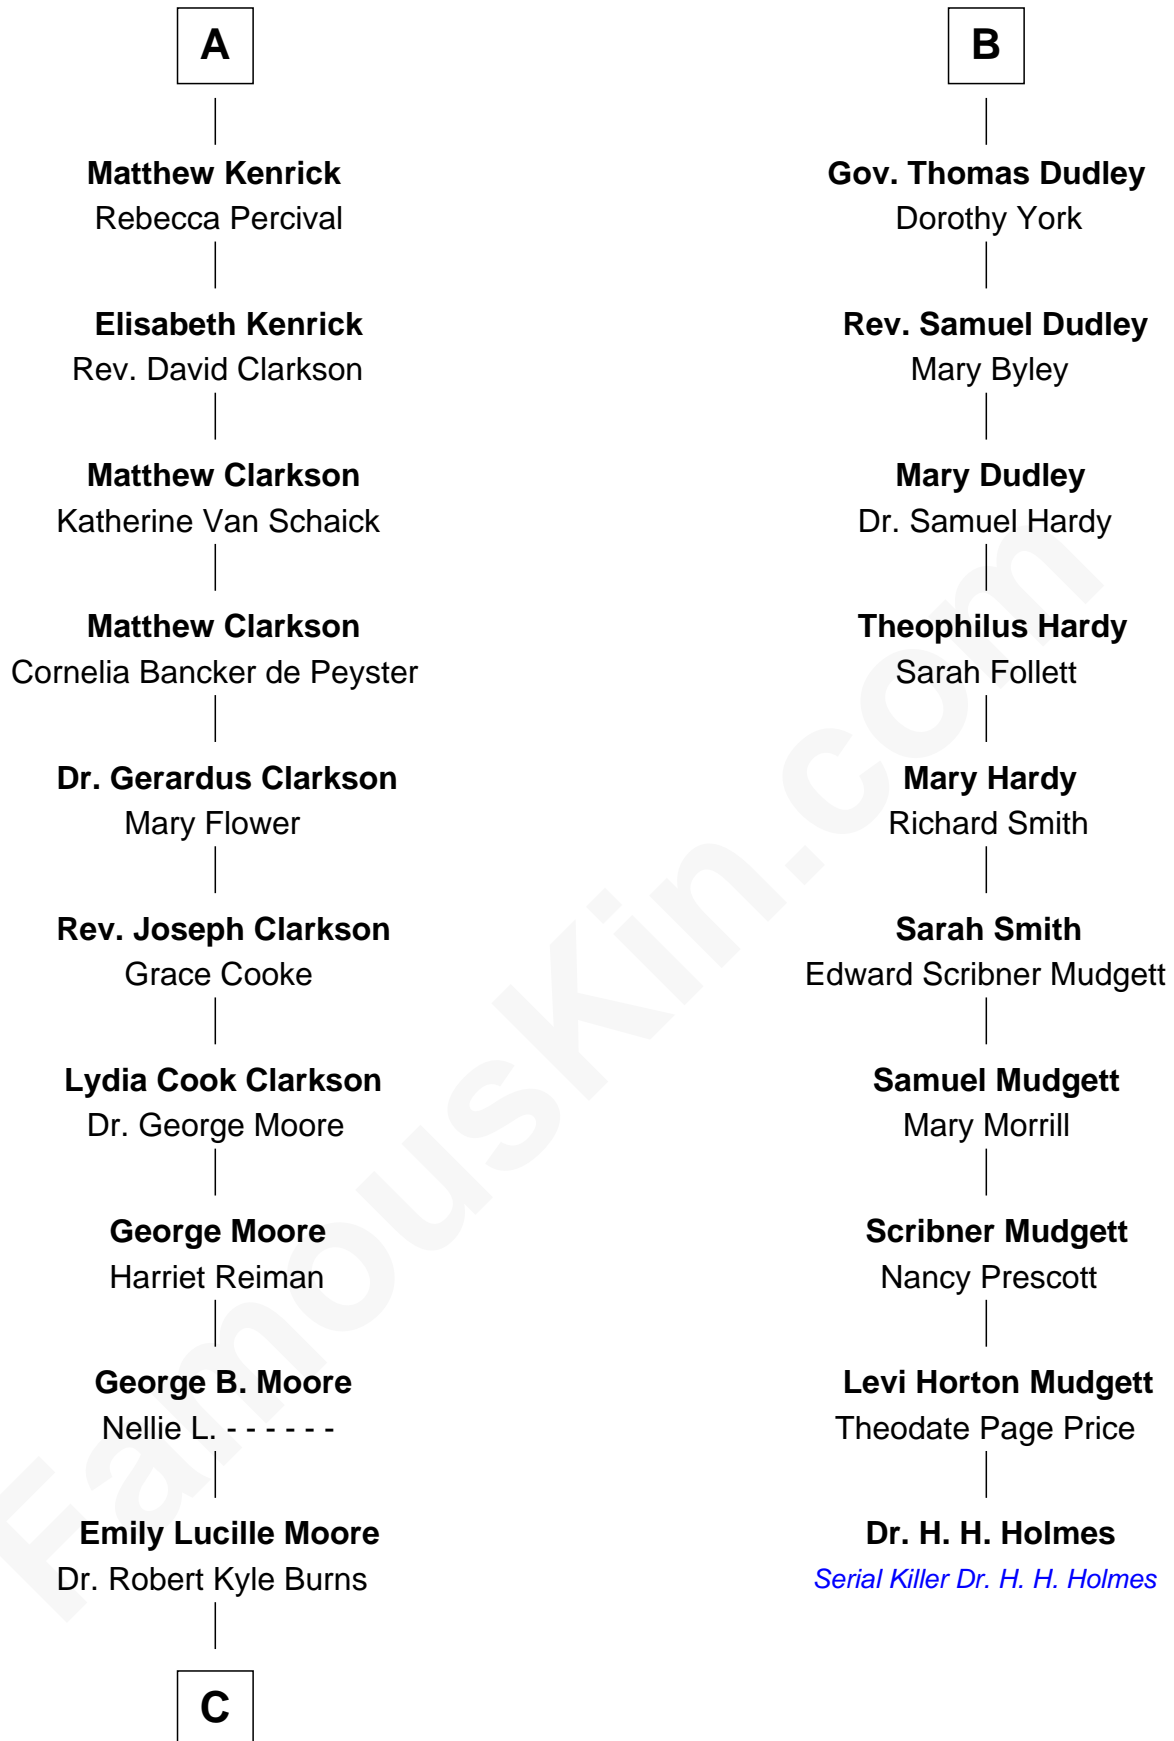 A
Matthew Kenrick
Rebecca Percival
Elisabeth Kenrick
Rev. David Clarkson
Matthew Clarkson
Katherine Van Schaick
Matthew Clarkson
Cornelia Bancker de Peyster
Dr. Gerardus Clarkson
Mary Flower
Rev. Joseph Clarkson
Grace Cooke
Lydia Cook Clarkson
Dr. George Moore
George Moore
Harriet Reiman
George B. Moore
Nellie L. - - - - - -
Emily Lucille Moore
Dr. Robert Kyle Burns
C
B
Gov. Thomas Dudley
Dorothy York
Rev. Samuel Dudley
Mary Byley
Mary Dudley
Dr. Samuel Hardy
Theophilus Hardy
Sarah Follett
Mary Hardy
Richard Smith
Sarah Smith
Edward Scribner Mudgett
Samuel Mudgett
Mary Morrill
Scribner Mudgett
Nancy Prescott
Levi Horton Mudgett
Theodate Page Price
Dr. H. H. Holmes
Serial Killer Dr. H. H. Holmes
FamousKin.com